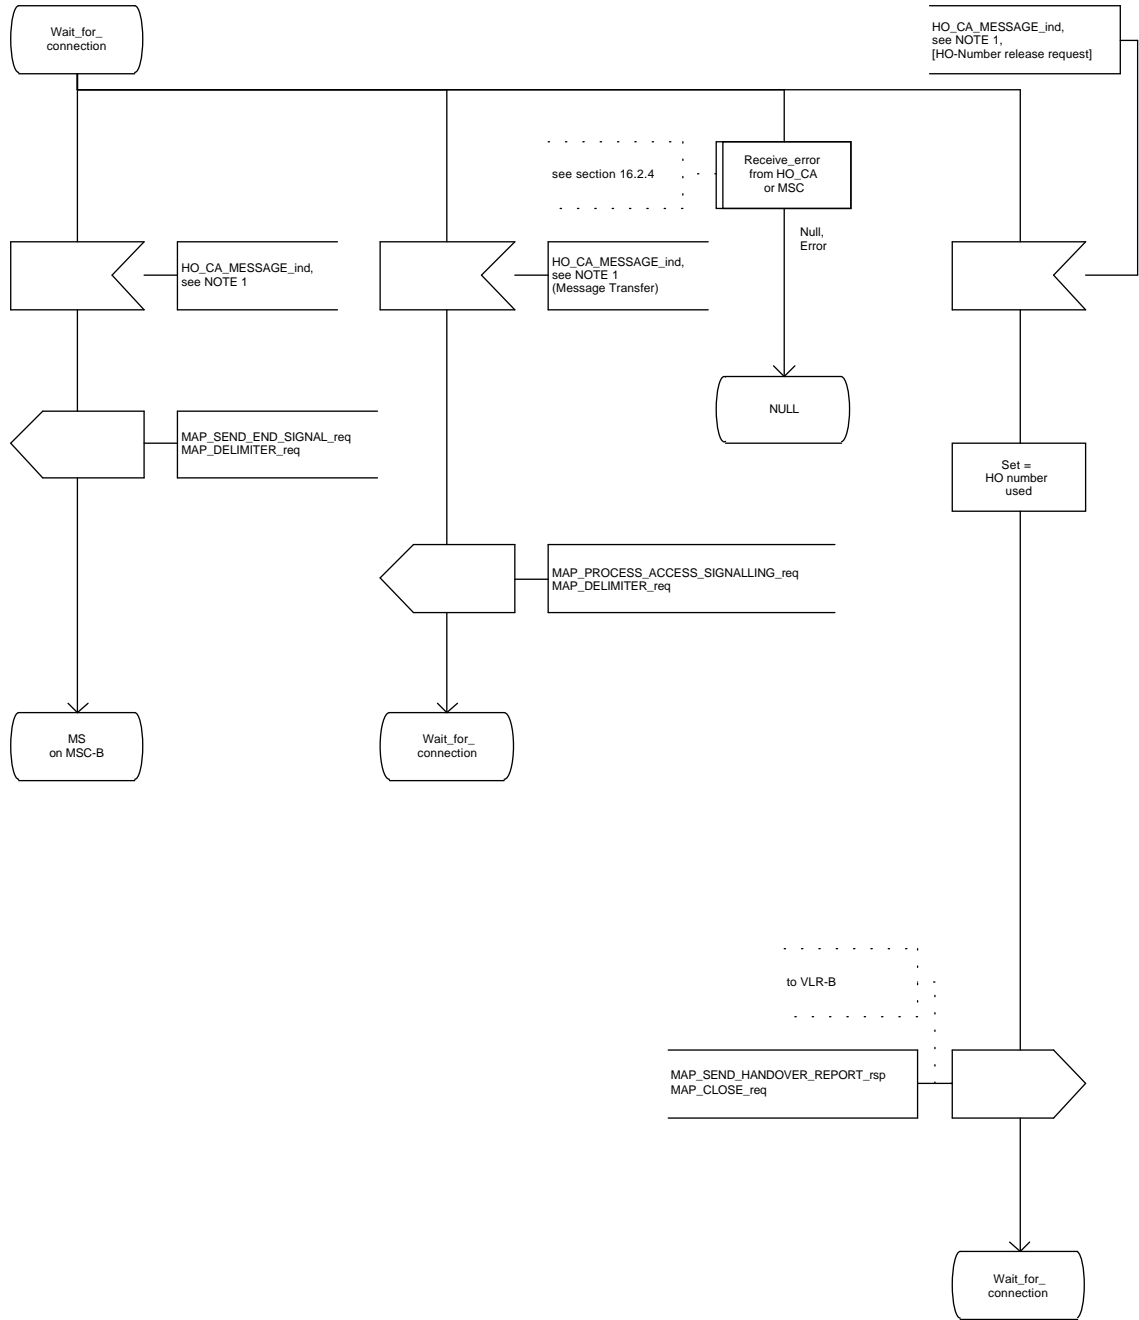 Wait_for_
connection
HO_CA_MESSAGE_ind,
see NOTE 1,
[HO-Number release request]
see section 16.2.4
Receive_error
from HO_CA
or MSC
Null,
Error
HO_CA_MESSAGE_ind,
see NOTE 1
HO_CA_MESSAGE_ind,
see NOTE 1
(Message Transfer)
NULL
MAP_SEND_END_SIGNAL_req
MAP_DELIMITER_req
Set =
HO number
used
MAP_PROCESS_ACCESS_SIGNALLING_req
MAP_DELIMITER_req
MS
on MSC-B
Wait_for_
connection
to VLR-B
MAP_SEND_HANDOVER_REPORT_rsp
MAP_CLOSE_req
Wait_for_
connection